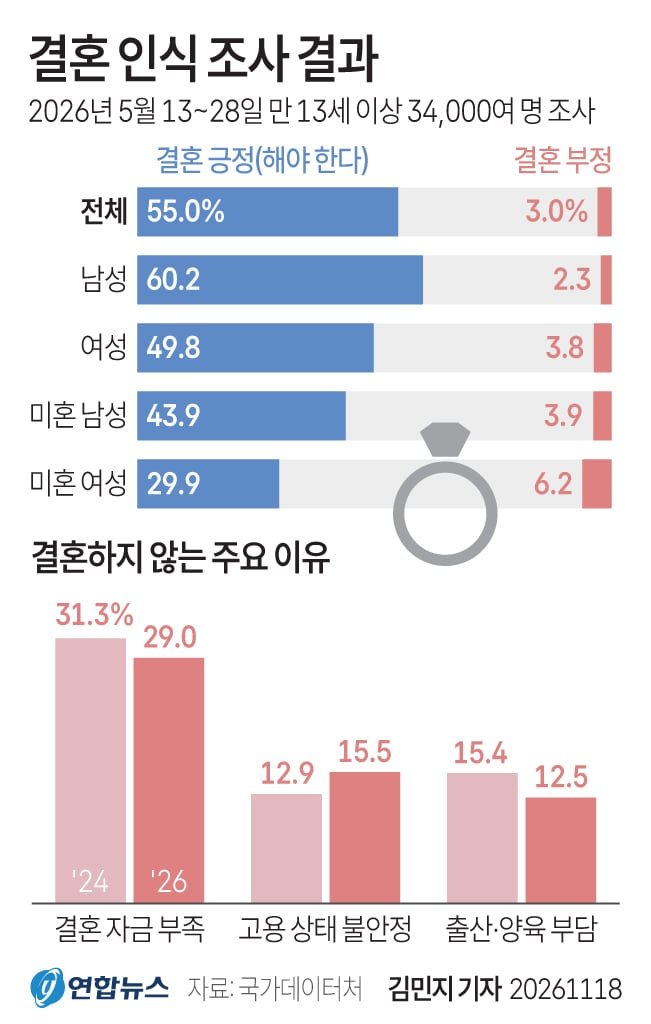 결혼 인식 조사 결과
2026년 5월 13~28일 만 13세 이상 34,000여 명 조사
결혼 긍정(해야 한다) 결혼 부정
전체 55.0% 3.0%
남성 60.2 2.3
여성 49.8 3.8
미혼 남성 43.9 3.9
미혼 여성 29.9 6.2
결혼하지 않는 주요 이유
31.3% 29.0 12.9 15.5 15.4 12.5
'24 '26
결혼 자금 부족 고용 상태 불안정 출산·양육 부담
y 연합뉴스 자료: 국가데이터처 김민지 기자 20261118